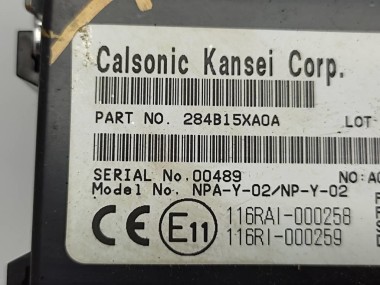 Calsonic Kansei Corp.
PART NO. 284B15XA0A LOT
SERIAL No.00489 NO:A
Model No. NPA-Y-02/NP-Y-02
CE E11 116RAI-000258
116RI-000259